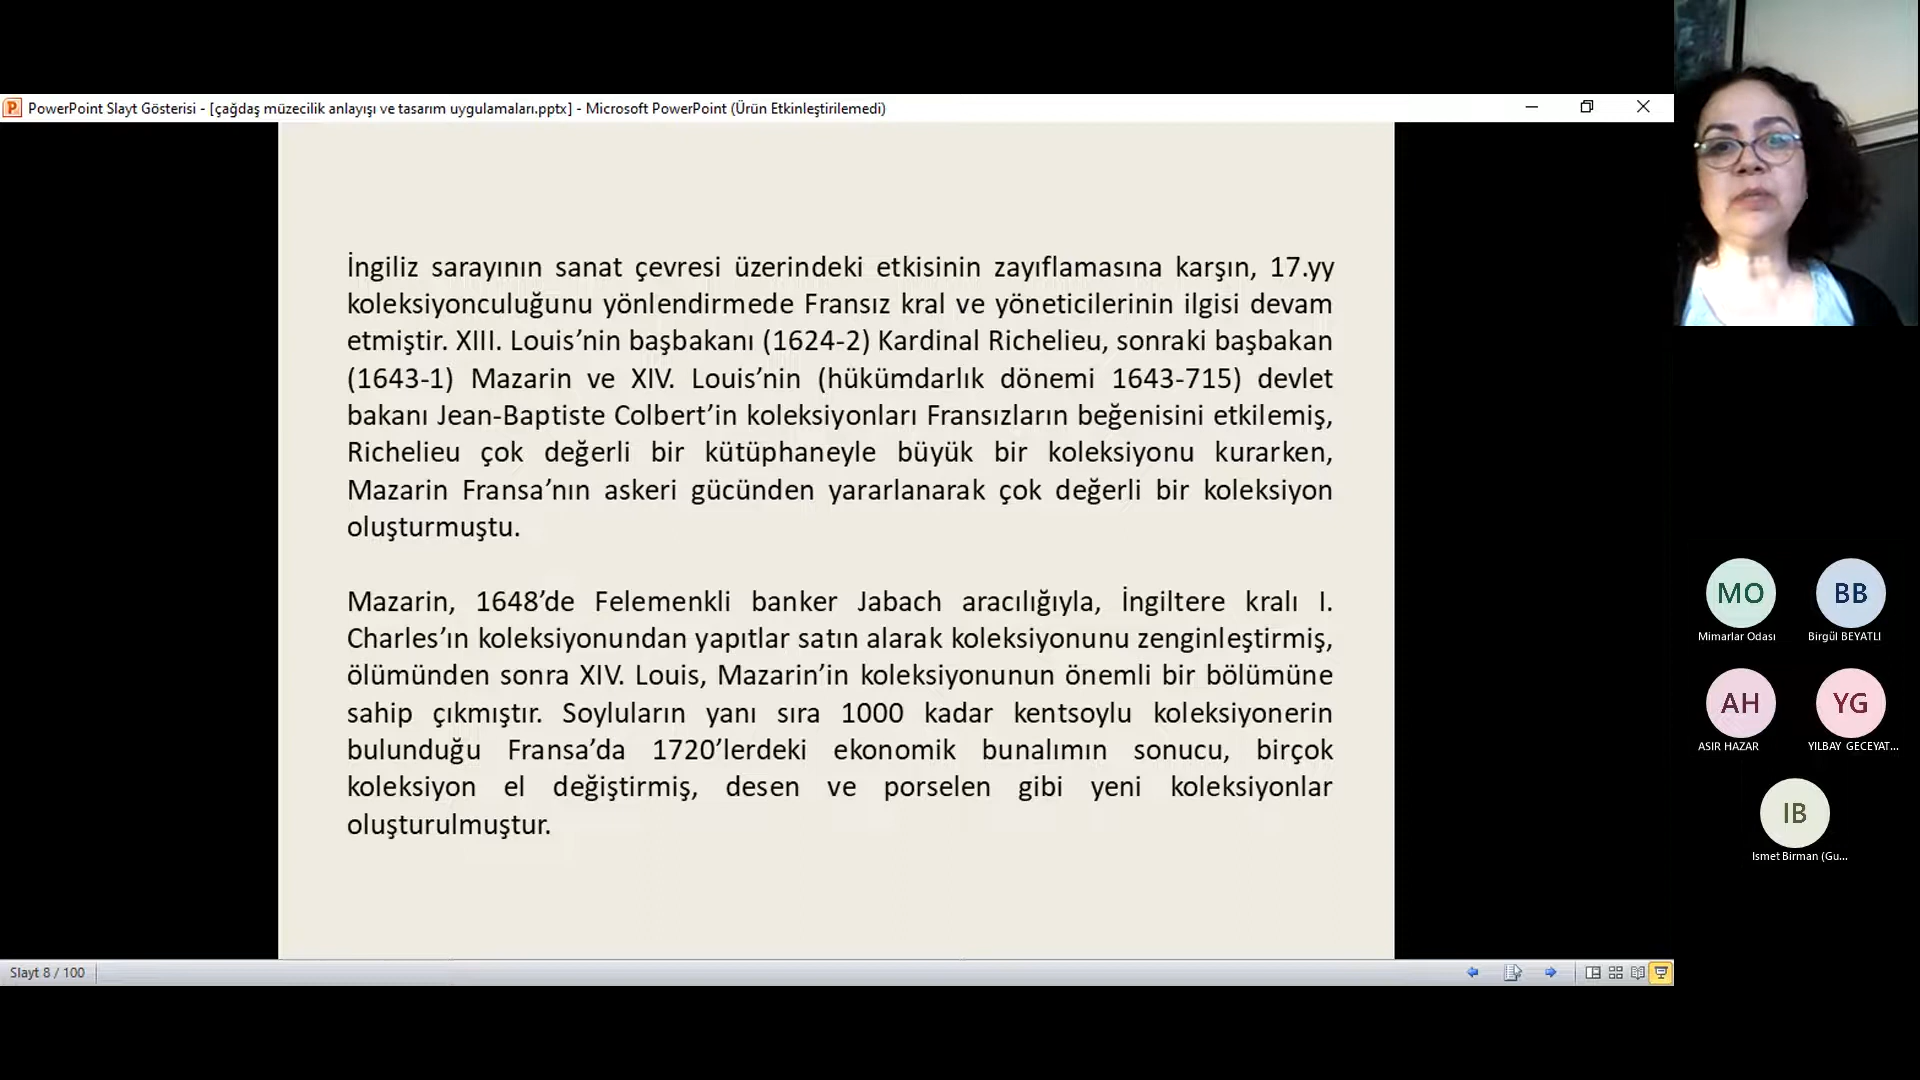 PowerPoint Slayt Gösterisi - [çağdaş müzecilik anlayışı ve tasarım uygulamaları.pptx] - Microsoft PowerPoint (Ürün Etkinleştirilemedi)
İngiliz sarayının sanat çevresi üzerindeki etkisinin zayıflamasına karşın, 17.yy
koleksiyonculuğunu yönlendirmede Fransız kral ve yöneticilerinin ilgisi devam
etmiştir. XIII. Louis’nin başbakanı (1624-2) Kardinal Richelieu, sonraki başbakan
(1643-1) Mazarin ve XIV. Louis’nin (hükümdarlık dönemi 1643-715) devlet
bakanı Jean-Baptiste Colbert’in koleksiyonları Fransızların beğenisini etkilemiş,
Richelieu çok değerli bir kütüphaneyle büyük bir koleksiyonu kurarken,
Mazarin Fransa’nın askeri gücünden yararlanarak çok değerli bir koleksiyon
oluşturmuştu.
Mazarin, 1648’de Felemenkli banker Jabach aracılığıyla, İngiltere kralı I.
Charles’ın koleksiyonundan yapıtlar satın alarak koleksiyonunu zenginleştirmiş,
ölümünden sonra XIV. Louis, Mazarin’in koleksiyonunun önemli bir bölümüne
sahip çıkmıştır. Soyluların yanı sıra 1000 kadar kentsoylu koleksiyonerin
bulunduğu Fransa’da 1720’lerdeki ekonomik bunalımın sonucu, birçok
koleksiyon el değiştirmiş, desen ve porselen gibi yeni koleksiyonlar
oluşturulmuştur.
Slayt 8 / 100
MO
BB
Mimarlar Odası
Birgül BEYATLI
AH
YG
ASIR HAZAR
YILBAY GECEYAT...
IB
Ismet Birman (Gu...